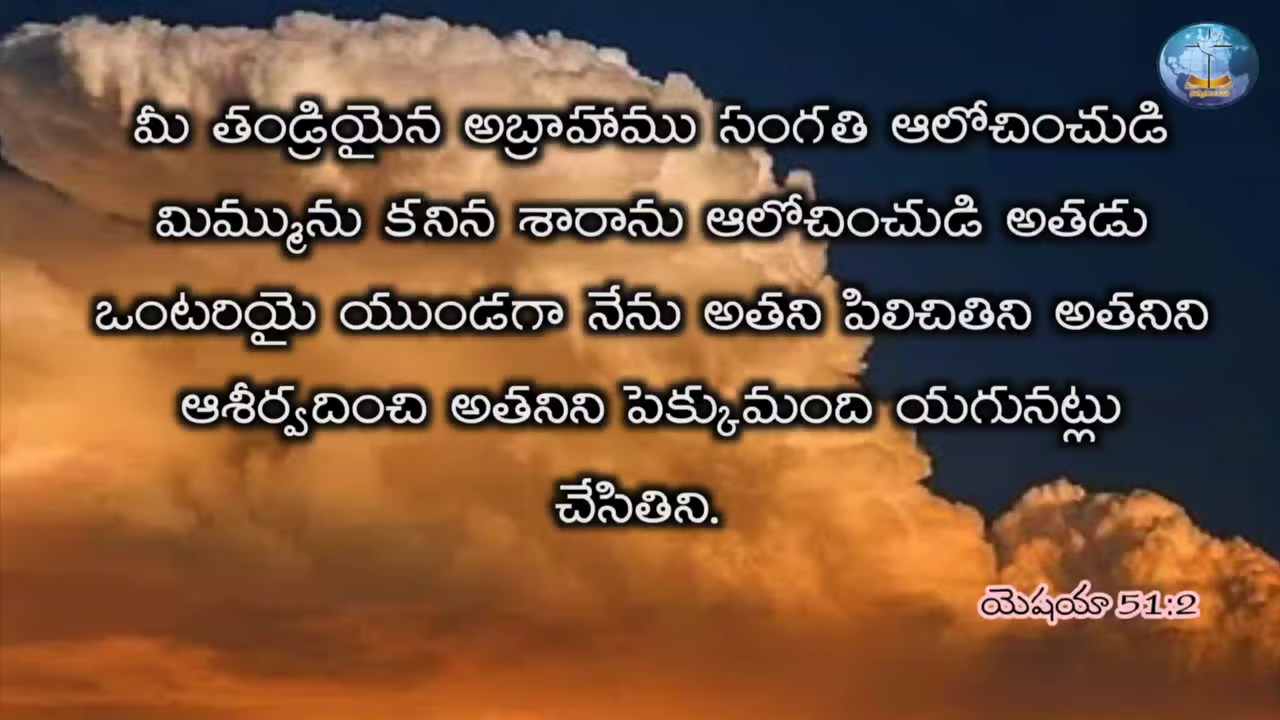 మీ తండ్రియైన అబ్రాహాము సంగతి ఆలోచించుడి
మిమ్మును కనిన శారాను ఆలోచించుడి అతడు
ఒంటరియై యుండగా నేను అతని పిలిచితిని అతనిని
ఆశీర్వదించి అతనిని పెక్కుమంది యగునట్లు
చేసితిని.
యెషయా 51:2